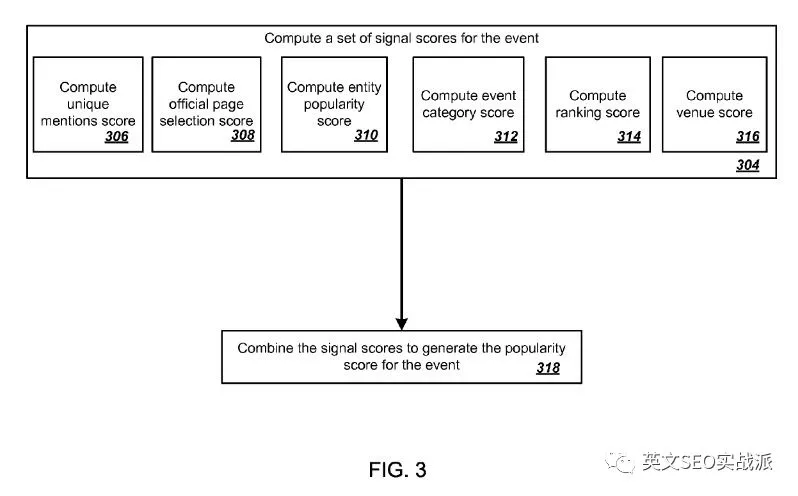 Compute a set of signal scores for the event
Compute
unique
mentions score
306
Compute
official page
selection score
308
Compute entity
popularity
score
310
Compute event
category score
312
Compute
ranking score
314
Compute
venue score
316
304
Combine the signal scores to generate the popularity
score for the event
318
FIG. 3
英文SEO实战派